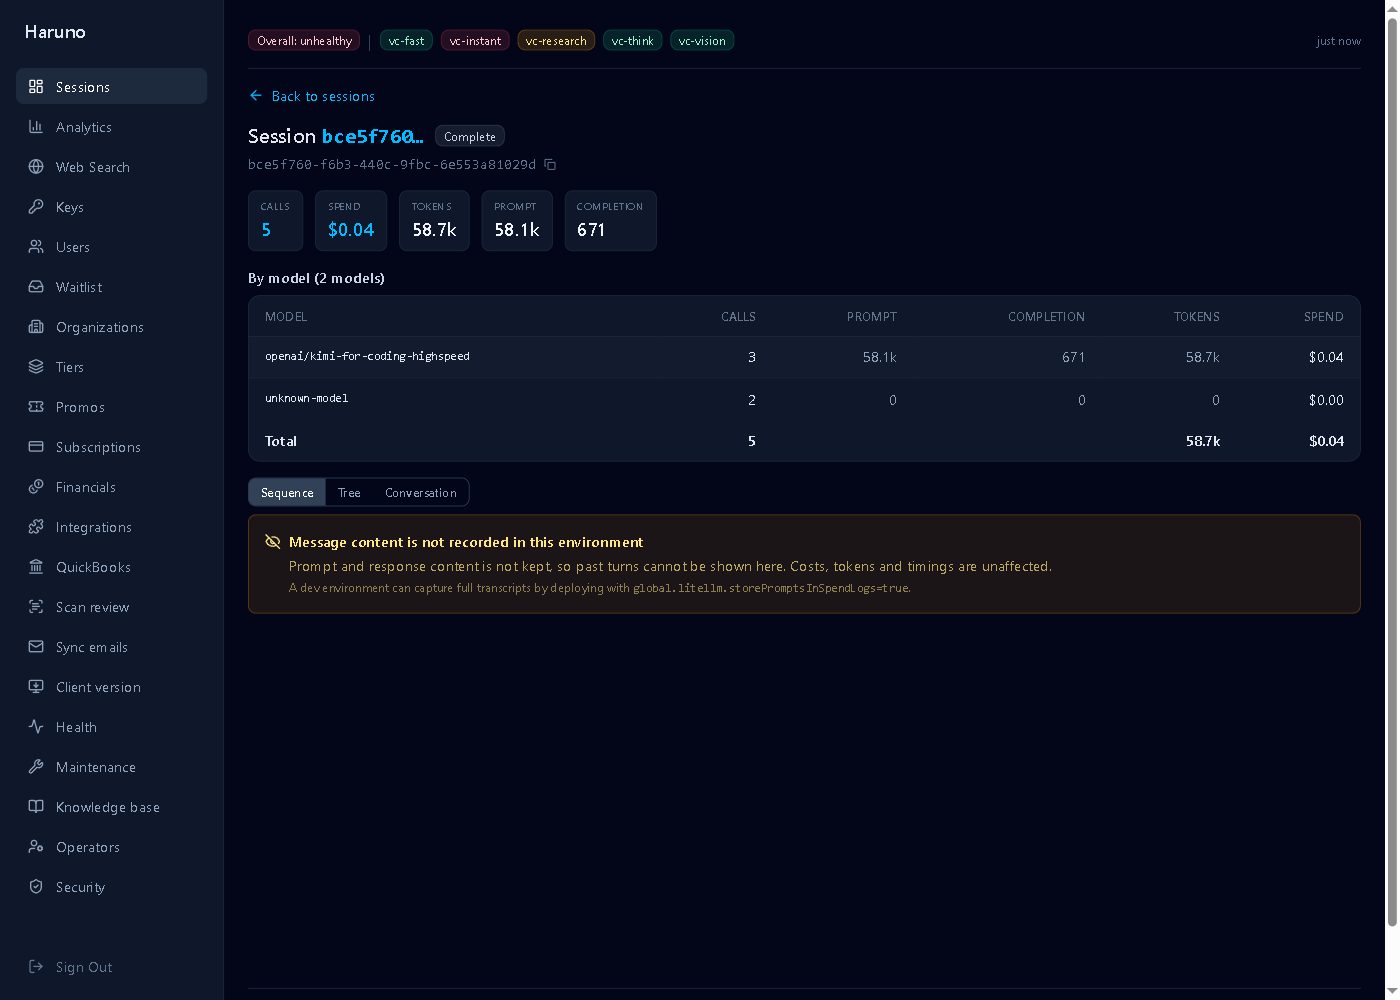 Haruno
Sessions
Analytics
Web Search
Keys
Users
Waitlist
Organizations
Tiers
Promos
Subscriptions
Financials
Integrations
QuickBooks
Scan review
Sync emails
Client version
Health
Maintenance
Knowledge base
Operators
Security
Sign Out
Overall: unhealthy | vc-fast vc-instant vc-research vc-think vc-vision just now
Back to sessions
Session bce5f760… Complete
bce5f760-f6b3-440c-9fbc-6e553a81029d
CALLS SPEND TOKENS PROMPT COMPLETION
5 $0.04 58.7k 58.1k 671
By model (2 models)
MODEL CALLS PROMPT COMPLETION TOKENS SPEND
openai/kimi-for-coding-highspeed 3 58.1k 671 58.7k $0.04
unknown-model 2 0 0 0 $0.00
Total 5 58.7k $0.04
Sequence Tree Conversation
Message content is not recorded in this environment
Prompt and response content is not kept, so past turns cannot be shown here. Costs, tokens and timings are unaffected.
A dev environment can capture full transcripts by deploying with global.litellm.storePromptsInSpendLogs=true.